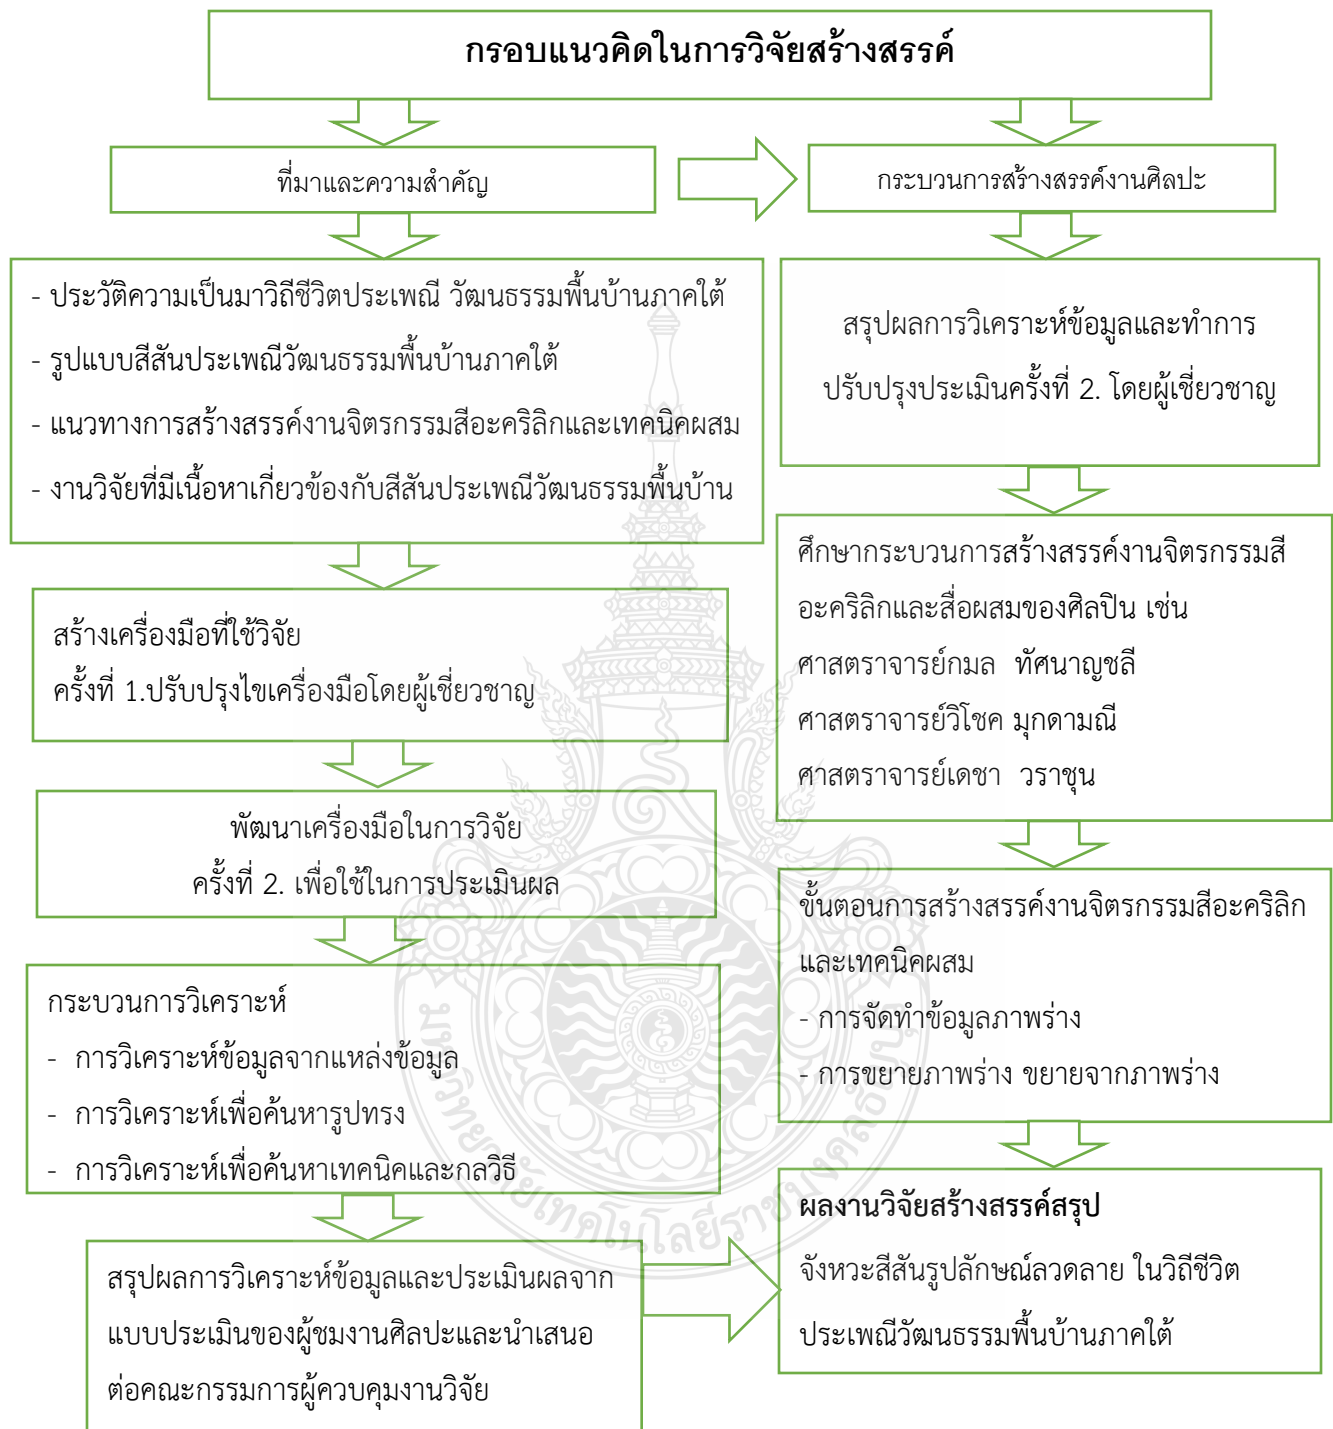 กรอบแนวคิดในการวิจัยสร้างสรรค์
ที่มาและความสำคัญ
กระบวนการสร้างสรรค์งานศิลปะ
- ประวัติความเป็นมาวิถีชีวิตประเพณี วัฒนธรรมพื้นบ้านภาคใต้
- รูปแบบสีสันประเพณีวัฒนธรรมพื้นบ้านภาคใต้
- แนวทางการสร้างสรรค์งานจิตรกรรมสีอะคริลิกและเทคนิคผสม
- งานวิจัยที่มีเนื้อหาเกี่ยวข้องกับสีสันประเพณีวัฒนธรรมพื้นบ้าน
สร้างเครื่องมือที่ใช้วิจัย
ครั้งที่ 1.ปรับปรุงไขเครื่องมือโดยผู้เชี่ยวชาญ
พัฒนาเครื่องมือในการวิจัย
ครั้งที่ 2. เพื่อใช้ในการประเมินผล
กระบวนการวิเคราะห์
- การวิเคราะห์ข้อมูลจากแหล่งข้อมูล
- การวิเคราะห์เพื่อค้นหารูปทรง
- การวิเคราะห์เพื่อค้นหาเทคนิคและกลวิธี
สรุปผลการวิเคราะห์ข้อมูลและประเมินผลจาก
แบบประเมินของผู้ชมงานศิลปะและนำเสนอ
ต่อคณะกรรมการผู้ควบคุมงานวิจัย
สรุปผลการวิเคราะห์ข้อมูลและทำการ
ปรับปรุงประเมินครั้งที่ 2. โดยผู้เชี่ยวชาญ
ศึกษากระบวนการสร้างสรรค์งานจิตรกรรมสี
อะคริลิกและสื่อผสมของศิลปิน เช่น
ศาสตราจารย์กมล ทัศนาญชลี
ศาสตราจารย์วิโชค มุกดามณี
ศาสตราจารย์เดชา วราชุน
ขั้นตอนการสร้างสรรค์งานจิตรกรรมสีอะคริลิก
และเทคนิคผสม
- การจัดทำข้อมูลภาพร่าง
- การขยายภาพร่าง ขยายจากภาพร่าง
ผลงานวิจัยสร้างสรรค์สรุป
จังหวะสีสันรูปลักษณ์ลวดลาย ในวิถีชีวิต
ประเพณีวัฒนธรรมพื้นบ้านภาคใต้
มหาวิทยาลัยเทคโนโลยีราชมงคลธัญบุรี